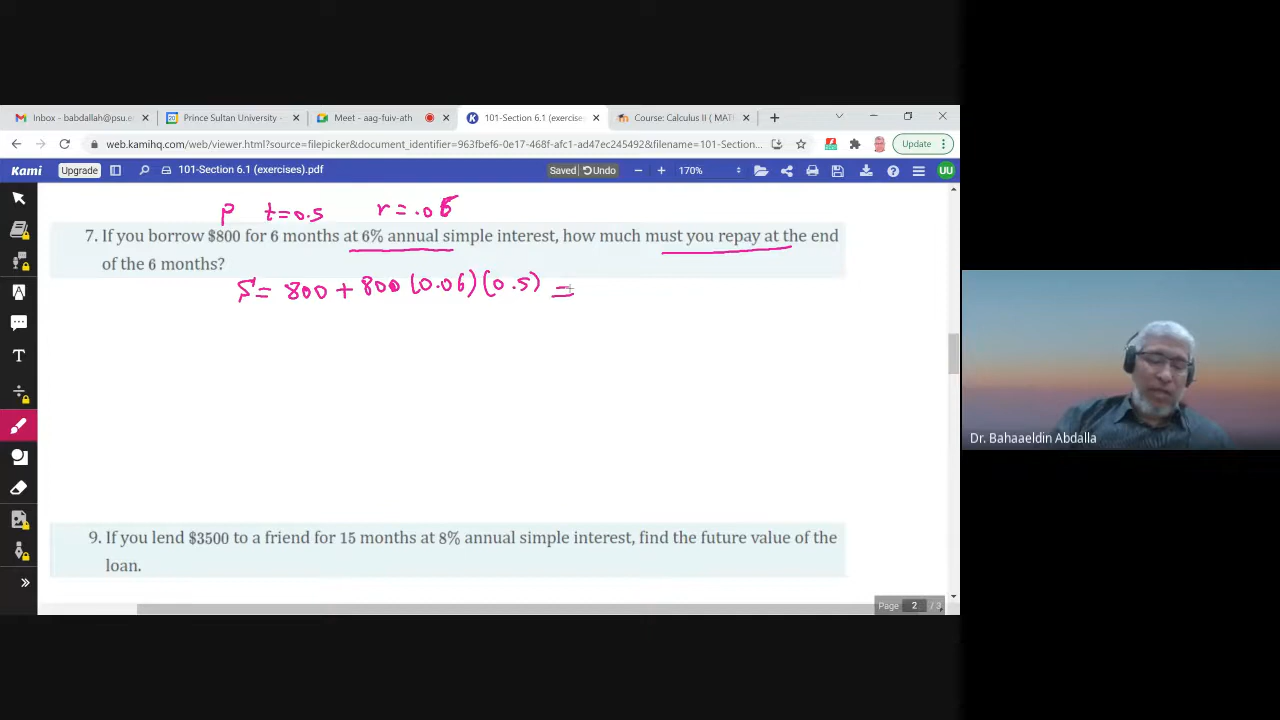 Inbox – babdallah@psu.e
Prince Sultan University -
Meet – aag-fuiv-ath
101-Section 6.1 (exercises
Course: Calculus II ( MAT
web.kamihq.com/web/viewer.html?source=filepicker&document_identifier=963fbef6-0e17-468f-afc1-ad47ec245492&filename=101-Section...
Update
Kami
Upgrade
101-Section 6.1 (exercises).pdf
Saved
Undo
170%
UU
P t=0.5 r=.06
7. If you borrow $800 for 6 months at 6% annual simple interest, how much must you repay at the end
of the 6 months?
S= 800 + 800 (0.06)(0.5) =
9. If you lend $3500 to a friend for 15 months at 8% annual simple interest, find the future value of the
loan.
Page 2 / 3
Dr. Bahaaeldin Abdalla